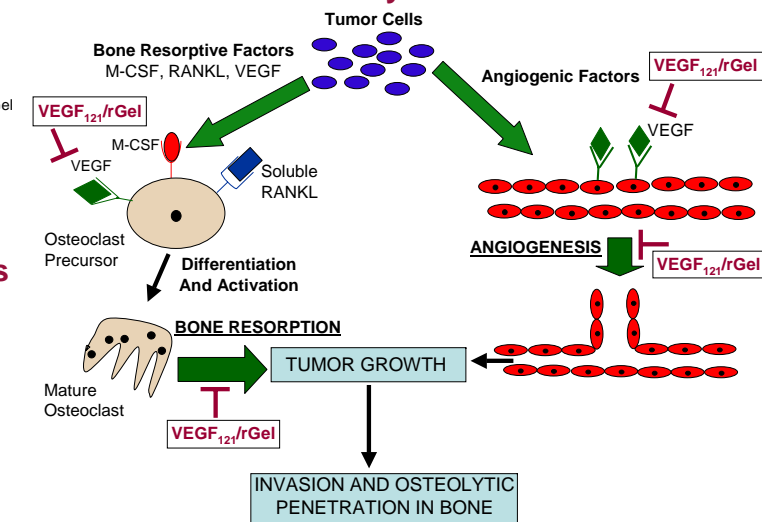 Tumor Cells
Bone Resorptive Factors
M-CSF, RANKL, VEGF
Angiogenic Factors
VEGF121/rGel
VEGF
VEGF121/rGel
M-CSF
VEGF
Soluble
RANKL
Osteoclast
Precursor
Differentiation
And Activation
ANGIOGENESIS
VEGF121/rGel
BONE RESORPTION
TUMOR GROWTH
Mature
Osteoclast
VEGF121/rGel
INVASION AND OSTEOLYTIC
PENETRATION IN BONE